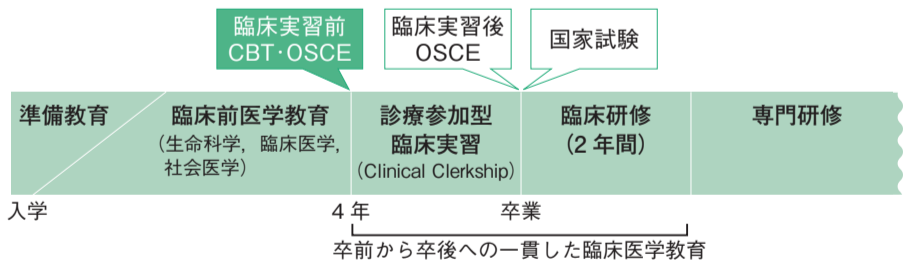 臨床実習前
CBT･OSCE
臨床実習後
OSCE
国家試験
準備教育
臨床前医学教育
（生命科学，臨床医学，
社会医学）
診療参加型
臨床実習
（Clinical Clerkship）
臨床研修
（2年間）
専門研修
入学
4年
卒業
卒前から卒後への一貫した臨床医学教育